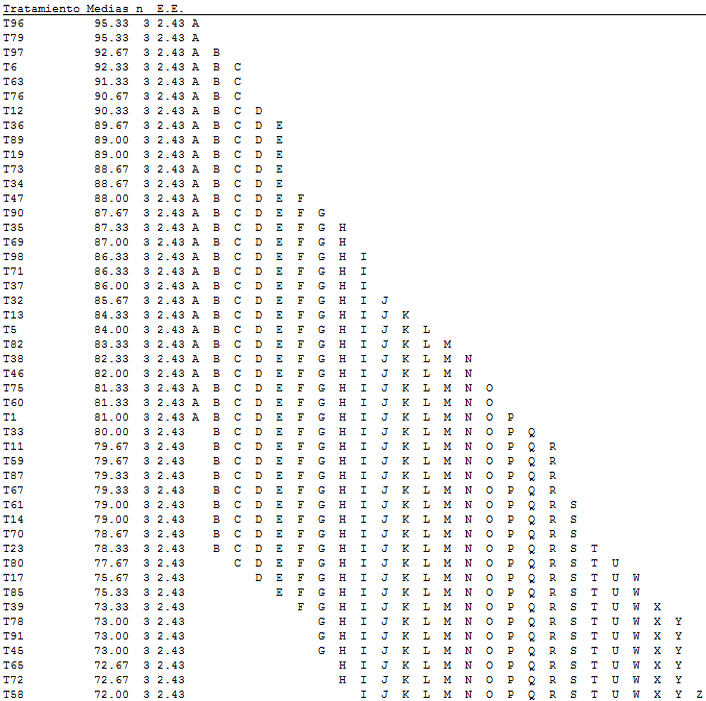 Tratamiento Medias n E.E.
T96 95.33 3 2.43 A
T79 95.33 3 2.43 A
T97 92.67 3 2.43 A B
T6 92.33 3 2.43 A B C
T63 91.33 3 2.43 A B C
T76 90.67 3 2.43 A B C
T12 90.33 3 2.43 A B C D
T36 89.67 3 2.43 A B C D E
T89 89.00 3 2.43 A B C D E
T19 89.00 3 2.43 A B C D E
T73 88.67 3 2.43 A B C D E
T34 88.67 3 2.43 A B C D E
T47 88.00 3 2.43 A B C D E F
T90 87.67 3 2.43 A B C D E F G
T35 87.33 3 2.43 A B C D E F G H
T69 87.00 3 2.43 A B C D E F G H
T98 86.33 3 2.43 A B C D E F G H I
T71 86.33 3 2.43 A B C D E F G H I
T37 86.00 3 2.43 A B C D E F G H I
T32 85.67 3 2.43 A B C D E F G H I J
T13 84.33 3 2.43 A B C D E F G H I J K
T5 84.00 3 2.43 A B C D E F G H I J K L
T82 83.33 3 2.43 A B C D E F G H I J K L M
T38 82.33 3 2.43 A B C D E F G H I J K L M N
T46 82.00 3 2.43 A B C D E F G H I J K L M N
T75 81.33 3 2.43 A B C D E F G H I J K L M N O
T60 81.33 3 2.43 A B C D E F G H I J K L M N O
T1 81.00 3 2.43 A B C D E F G H I J K L M N O P
T33 80.00 3 2.43 B C D E F G H I J K L M N O P Q
T11 79.67 3 2.43 B C D E F G H I J K L M N O P Q R
T59 79.67 3 2.43 B C D E F G H I J K L M N O P Q R
T87 79.33 3 2.43 B C D E F G H I J K L M N O P Q R
T67 79.33 3 2.43 B C D E F G H I J K L M N O P Q R
T61 79.00 3 2.43 B C D E F G H I J K L M N O P Q R S
T14 79.00 3 2.43 B C D E F G H I J K L M N O P Q R S
T70 78.67 3 2.43 B C D E F G H I J K L M N O P Q R S
T23 78.33 3 2.43 B C D E F G H I J K L M N O P Q R S T
T80 77.67 3 2.43 C D E F G H I J K L M N O P Q R S T U
T17 75.67 3 2.43 D E F G H I J K L M N O P Q R S T U W
T85 75.33 3 2.43 E F G H I J K L M N O P Q R S T U W
T39 73.33 3 2.43 F G H I J K L M N O P Q R S T U W X
T78 73.00 3 2.43 G H I J K L M N O P Q R S T U W X Y
T91 73.00 3 2.43 G H I J K L M N O P Q R S T U W X Y
T45 73.00 3 2.43 G H I J K L M N O P Q R S T U W X Y
T65 72.67 3 2.43 H I J K L M N O P Q R S T U W X Y
T72 72.67 3 2.43 H I J K L M N O P Q R S T U W X Y
T58 72.00 3 2.43 I J K L M N O P Q R S T U W X Y Z